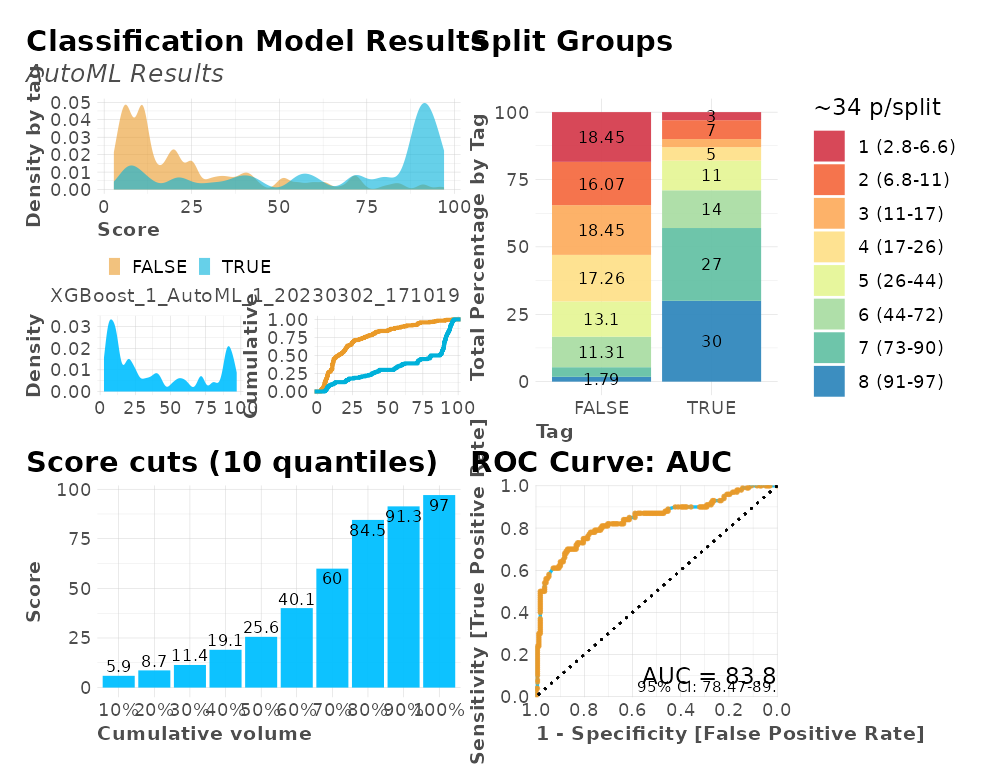 Classification Model Results
AutoML Results
Density by tag
0.05
0.04
0.03
0.02
0.01
0.00
0 25 50 75 100
Score
FALSE TRUE
XGBoost_1_AutoML_1_20230302_171019
Density
0.03
0.02
0.01
0.00
0 25 50 75 100
Cumulative
1.00
0.75
0.50
0.25
0.00
0 25 50 75 100
Split Groups
Total Percentage by Tag
100
75
50
25
0
18.45
16.07
18.45
17.26
13.1
11.31
1.79
3
7
5
11
14
27
30
FALSE TRUE
Tag
~34 p/split
1 (2.8-6.6)
2 (6.8-11)
3 (11-17)
4 (17-26)
5 (26-44)
6 (44-72)
7 (73-90)
8 (91-97)
Score cuts (10 quantiles)
Score
100
75
50
25
0
5.9 8.7 11.4 19.1 25.6 40.1 60 84.5 91.3 97
10% 20% 30% 40% 50% 60% 70% 80% 90% 100%
Cumulative volume
ROC Curve: AUC
Sensitivity [True Positive Rate]
1.0
0.8
0.6
0.4
0.2
0.0
AUC = 83.8
95% CI: 78.47-89.
1.0 0.8 0.6 0.4 0.2 0.0
1 - Specificity [False Positive Rate]